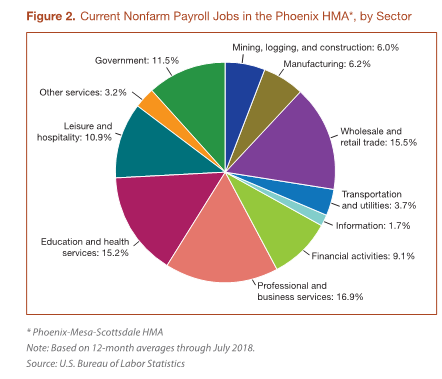 Figure 2. Current Nonfarm Payroll Jobs in the Phoenix HMA*, by Sector
Mining, logging, and construction: 6.0%
Manufacturing: 6.2%
Wholesale and
retail trade: 15.5%
Transportation
and utilities: 3.7%
Information: 1.7%
Financial activities: 9.1%
Professional and
business services: 16.9%
Education and health
services: 15.2%
Leisure and
hospitality: 10.9%
Other services: 3.2%
Government: 11.5%
* Phoenix-Mesa-Scottsdale HMA
Note: Based on 12-month averages through July 2018.
Source: U.S. Bureau of Labor Statistics